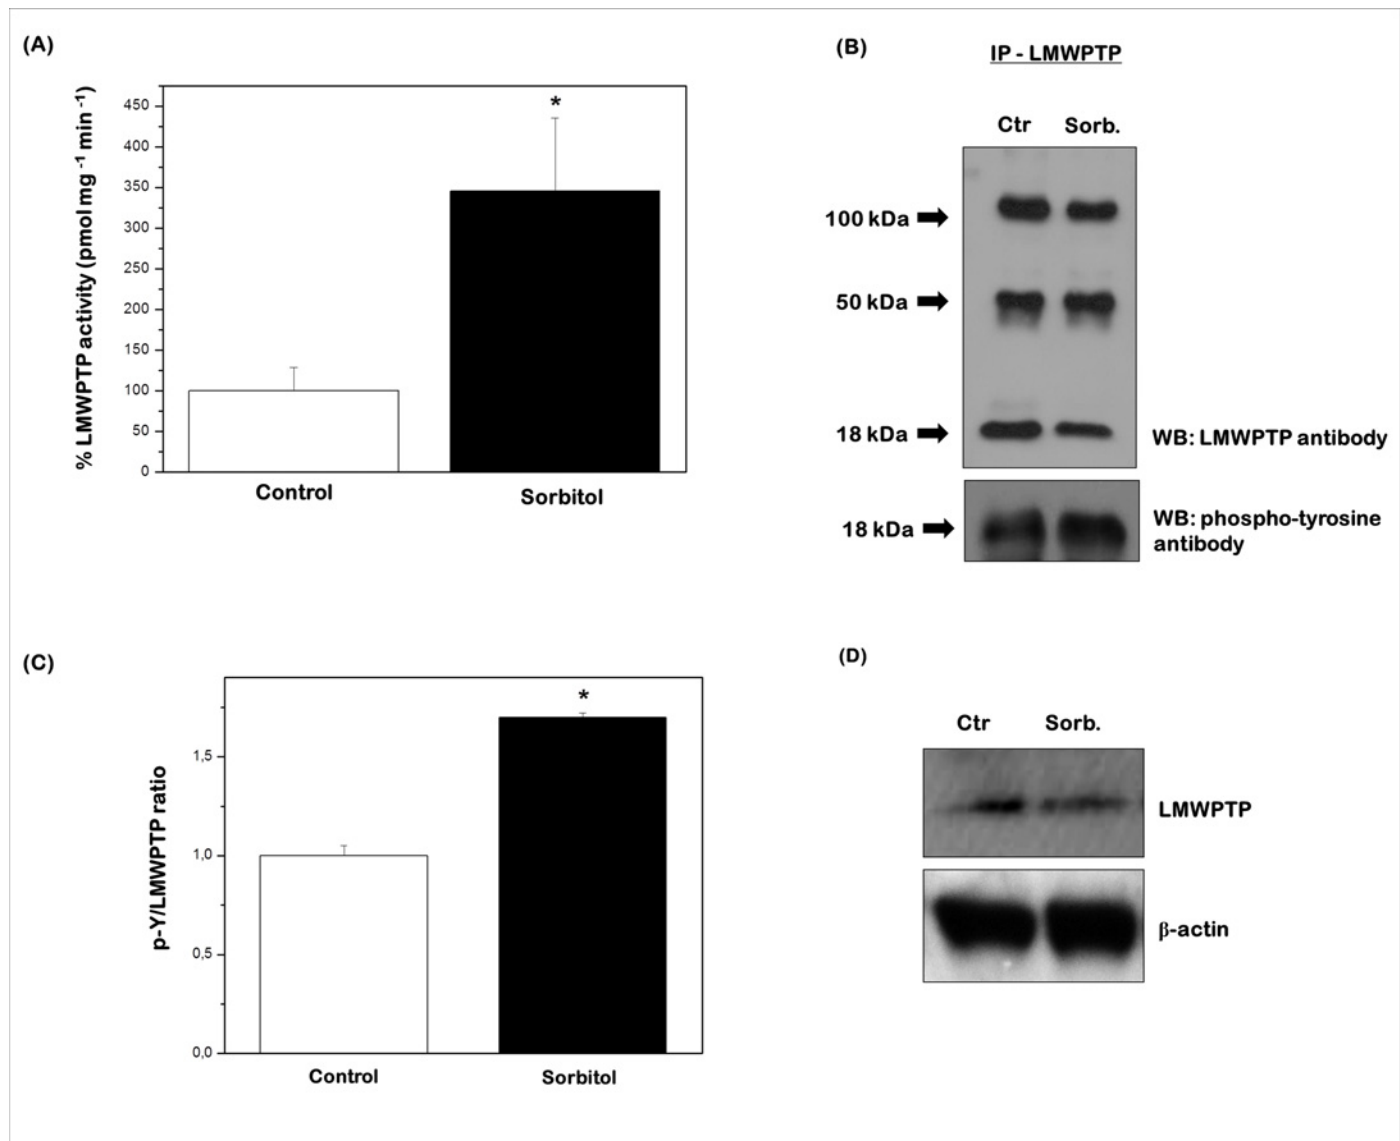 (A)
% LMWPTP activity (pmol mg -1 min -1)
450
400
350
300
250
200
150
100
50
0
*
Control
Sorbitol
(B)
IP - LMWPTP
Ctr
Sorb.
100 kDa
50 kDa
18 kDa
WB: LMWPTP antibody
18 kDa
WB: phospho-tyrosine
antibody
(C)
p-Y/LMWPTP ratio
1,5
1,0
0,5
0,0
*
Control
Sorbitol
(D)
Ctr
Sorb.
LMWPTP
β-actin